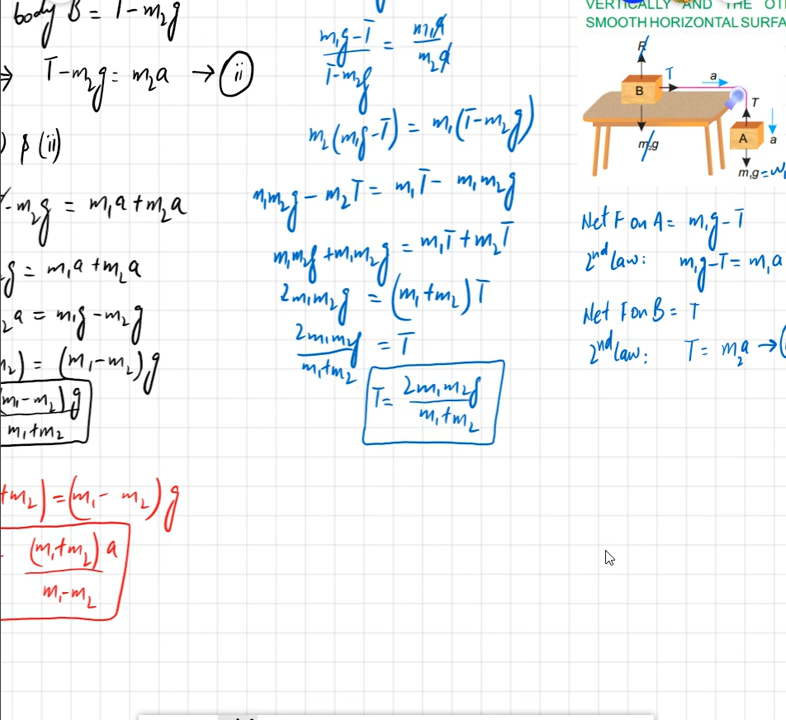 body B = T - m₂g
⇒ T - m₂g = m₂a → (ii)
) & (ii)
- m₂g = m₁a + m₂a
g = m₁a + m₂a
₂a = m₁g - m₂g
m₂) = (m₁ - m₂)g
(m₁ - m₂)g
m₁ + m₂
+m₂) = (m₁ - m₂)g
(m₁ + m₂)a
m₁ - m₂
m₁g - T = m₁a
T - m₂g m₂a
m₂(m₁g - T) = m₁(T - m₂g)
m₁m₂g - m₂T = m₁T - m₁m₂g
m₁m₂g + m₁m₂g = m₁T + m₂T
2m₁m₂g = (m₁ + m₂)T
2m₁m₂g = T
m₁ + m₂
T = 2m₁m₂g
m₁ + m₂
VERTICALLY AND THE OT
SMOOTH HORIZONTAL SURFA
R
B T a
T
A a
m₂g
m₁g = W₁
Net F on A = m₁g - T
2nd law: m₁g - T = m₁a
Net F on B = T
2nd law: T = m₂a → (